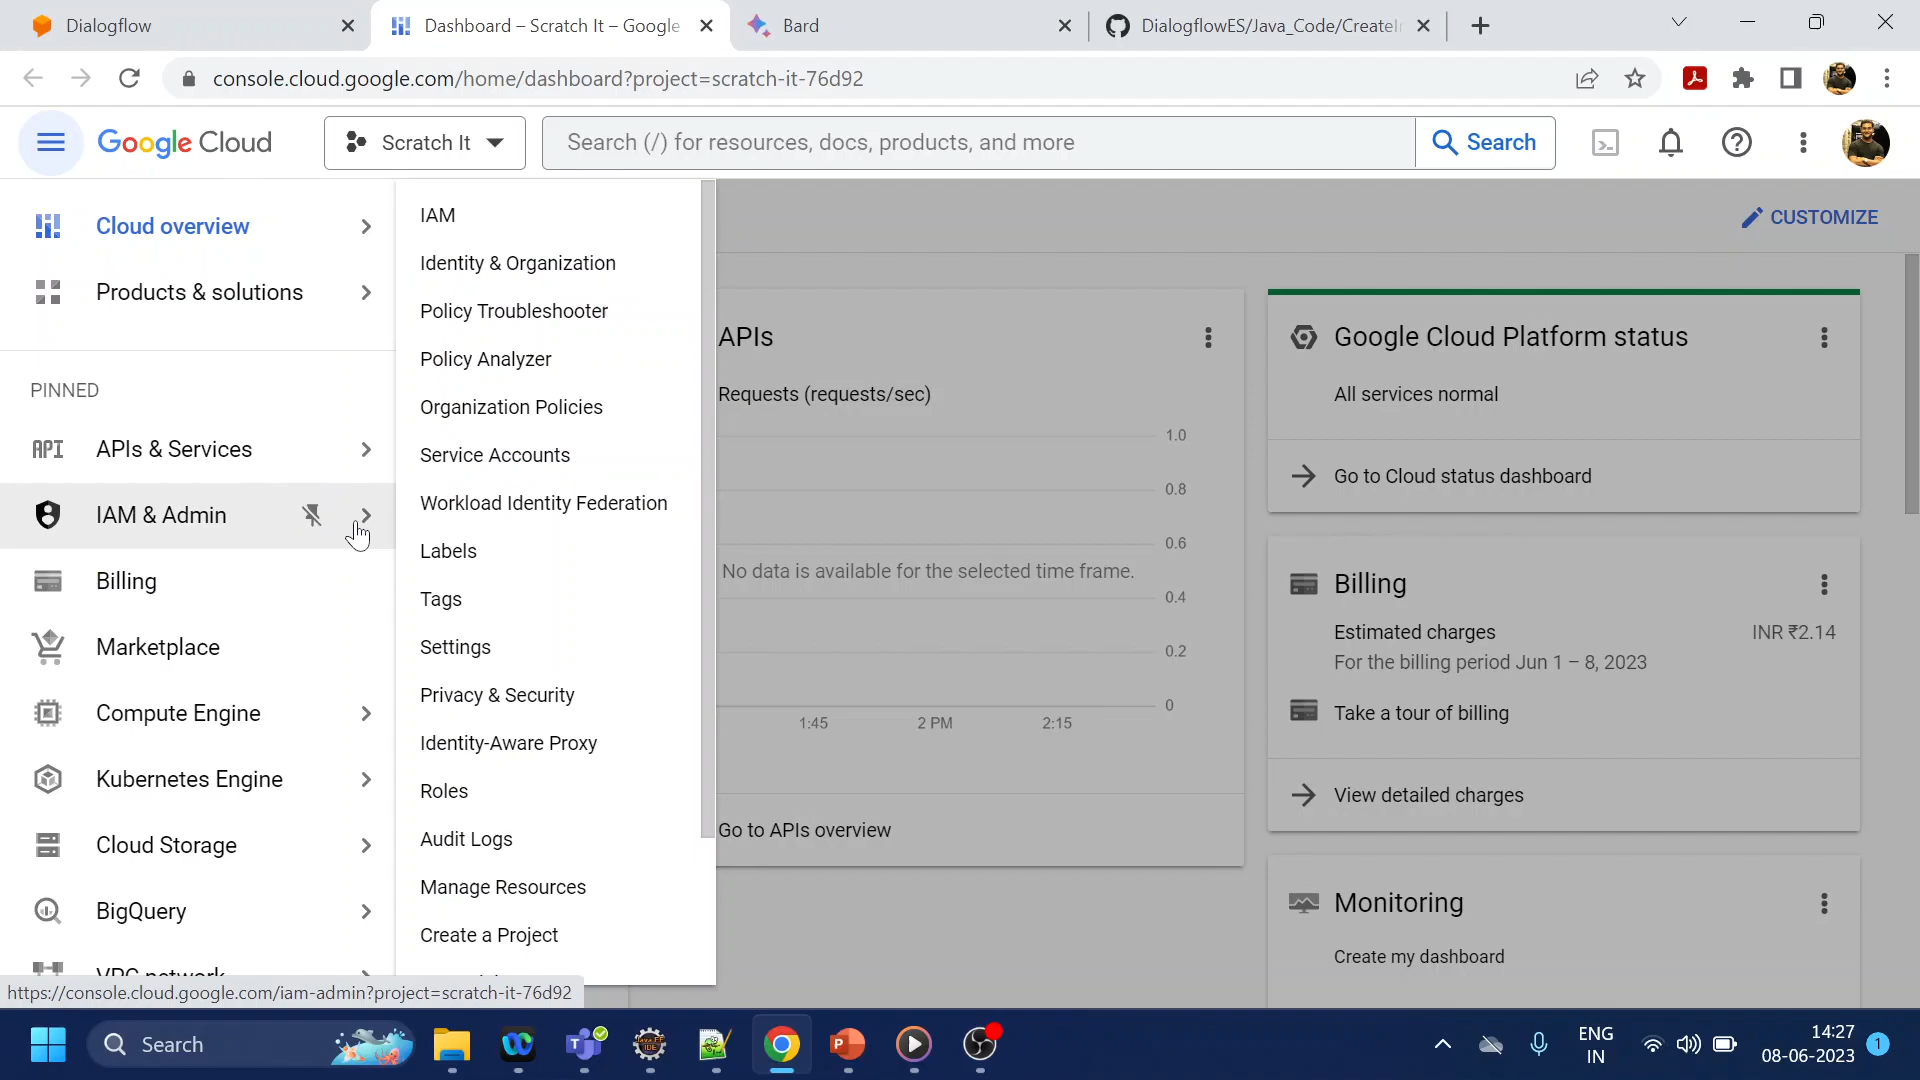 Dialogflow
Dashboard – Scratch It – Google
Bard
DialogflowES/Java_Code/CreateI
console.cloud.google.com/home/dashboard?project=scratch-it-76d92
Google Cloud
Scratch It
Search (/) for resources, docs, products, and more
Search
Cloud overview
Products & solutions
PINNED
API
APIs & Services
IAM & Admin
Billing
Marketplace
Compute Engine
Kubernetes Engine
Cloud Storage
BigQuery
VPC network
IAM
Identity & Organization
Policy Troubleshooter
Policy Analyzer
Organization Policies
Service Accounts
Workload Identity Federation
Labels
Tags
Settings
Privacy & Security
Identity-Aware Proxy
Roles
Audit Logs
Manage Resources
Create a Project
CUSTOMIZE
APIs
Requests (requests/sec)
1.0
0.8
0.6
No data is available for the selected time frame.
0.4
0.2
0
1:45
2 PM
2:15
Go to APIs overview
Google Cloud Platform status
All services normal
Go to Cloud status dashboard
Billing
Estimated charges
INR ₹2.14
For the billing period Jun 1 – 8, 2023
Take a tour of billing
View detailed charges
Monitoring
Create my dashboard
https://console.cloud.google.com/iam-admin?project=scratch-it-76d92
Search
ENG
IN
14:27
08-06-2023
1